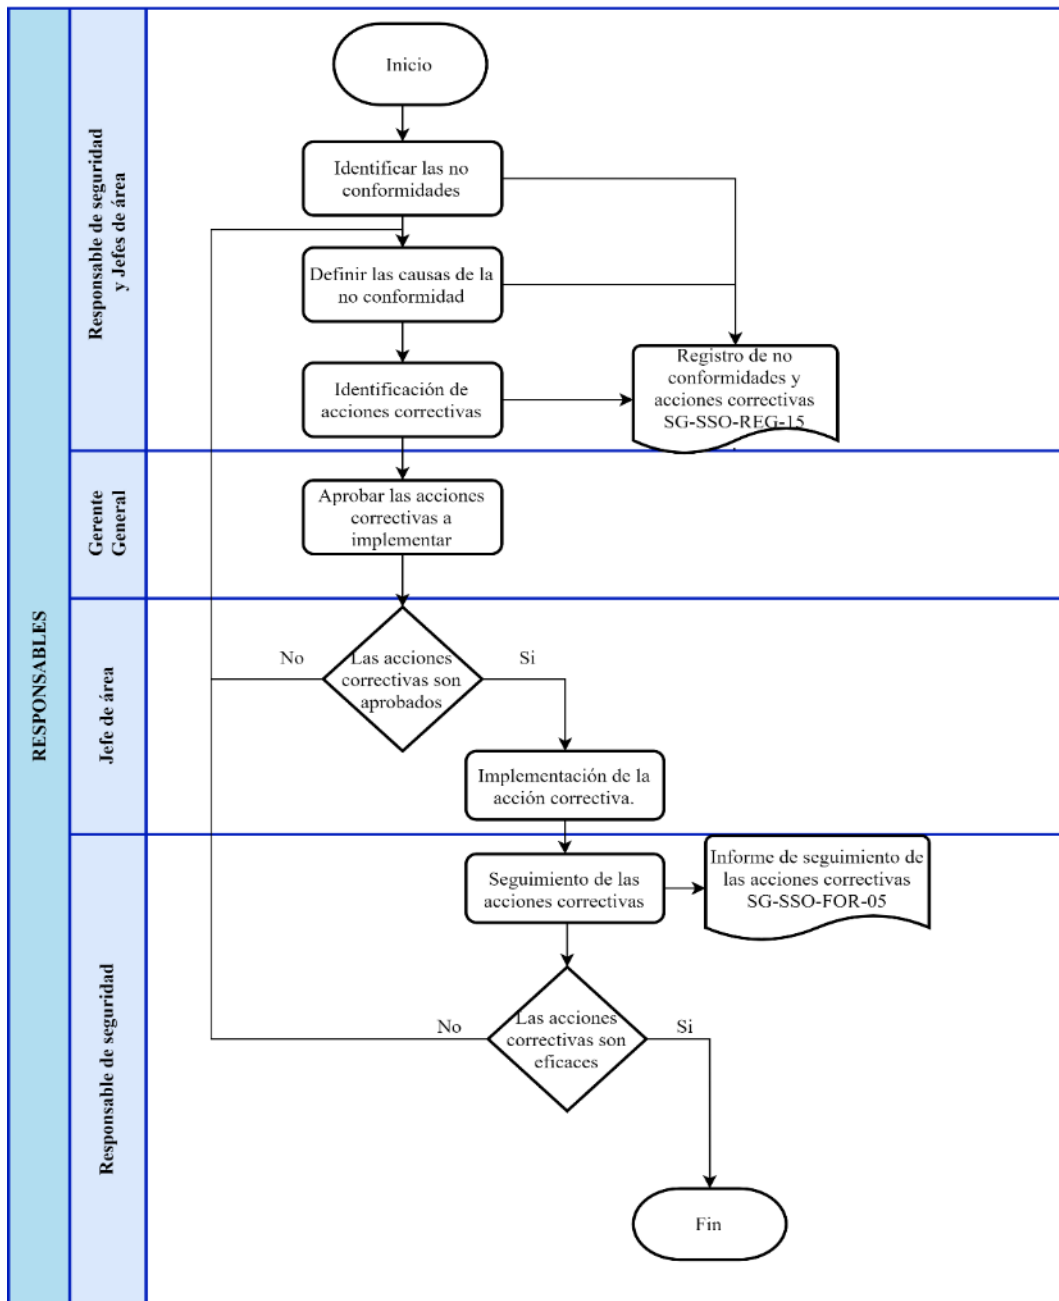 RESPONSABLES
Responsable de seguridad
y Jefes de área
Inicio
Identificar las no
conformidades
Definir las causas de la
no conformidad
Identificación de
acciones correctivas
Registro de no
conformidades y
acciones correctivas
SG-SSO-REG-15
Gerente
General
Aprobar las acciones
correctivas a
implementar
Jefe de área
No
Las acciones
correctivas son
aprobados
Si
Implementación de la
acción correctiva.
Responsable de seguridad
Seguimiento de las
acciones correctivas
Informe de seguimiento de
las acciones correctivas
SG-SSO-FOR-05
No
Las acciones
correctivas son
eficaces
Si
Fin